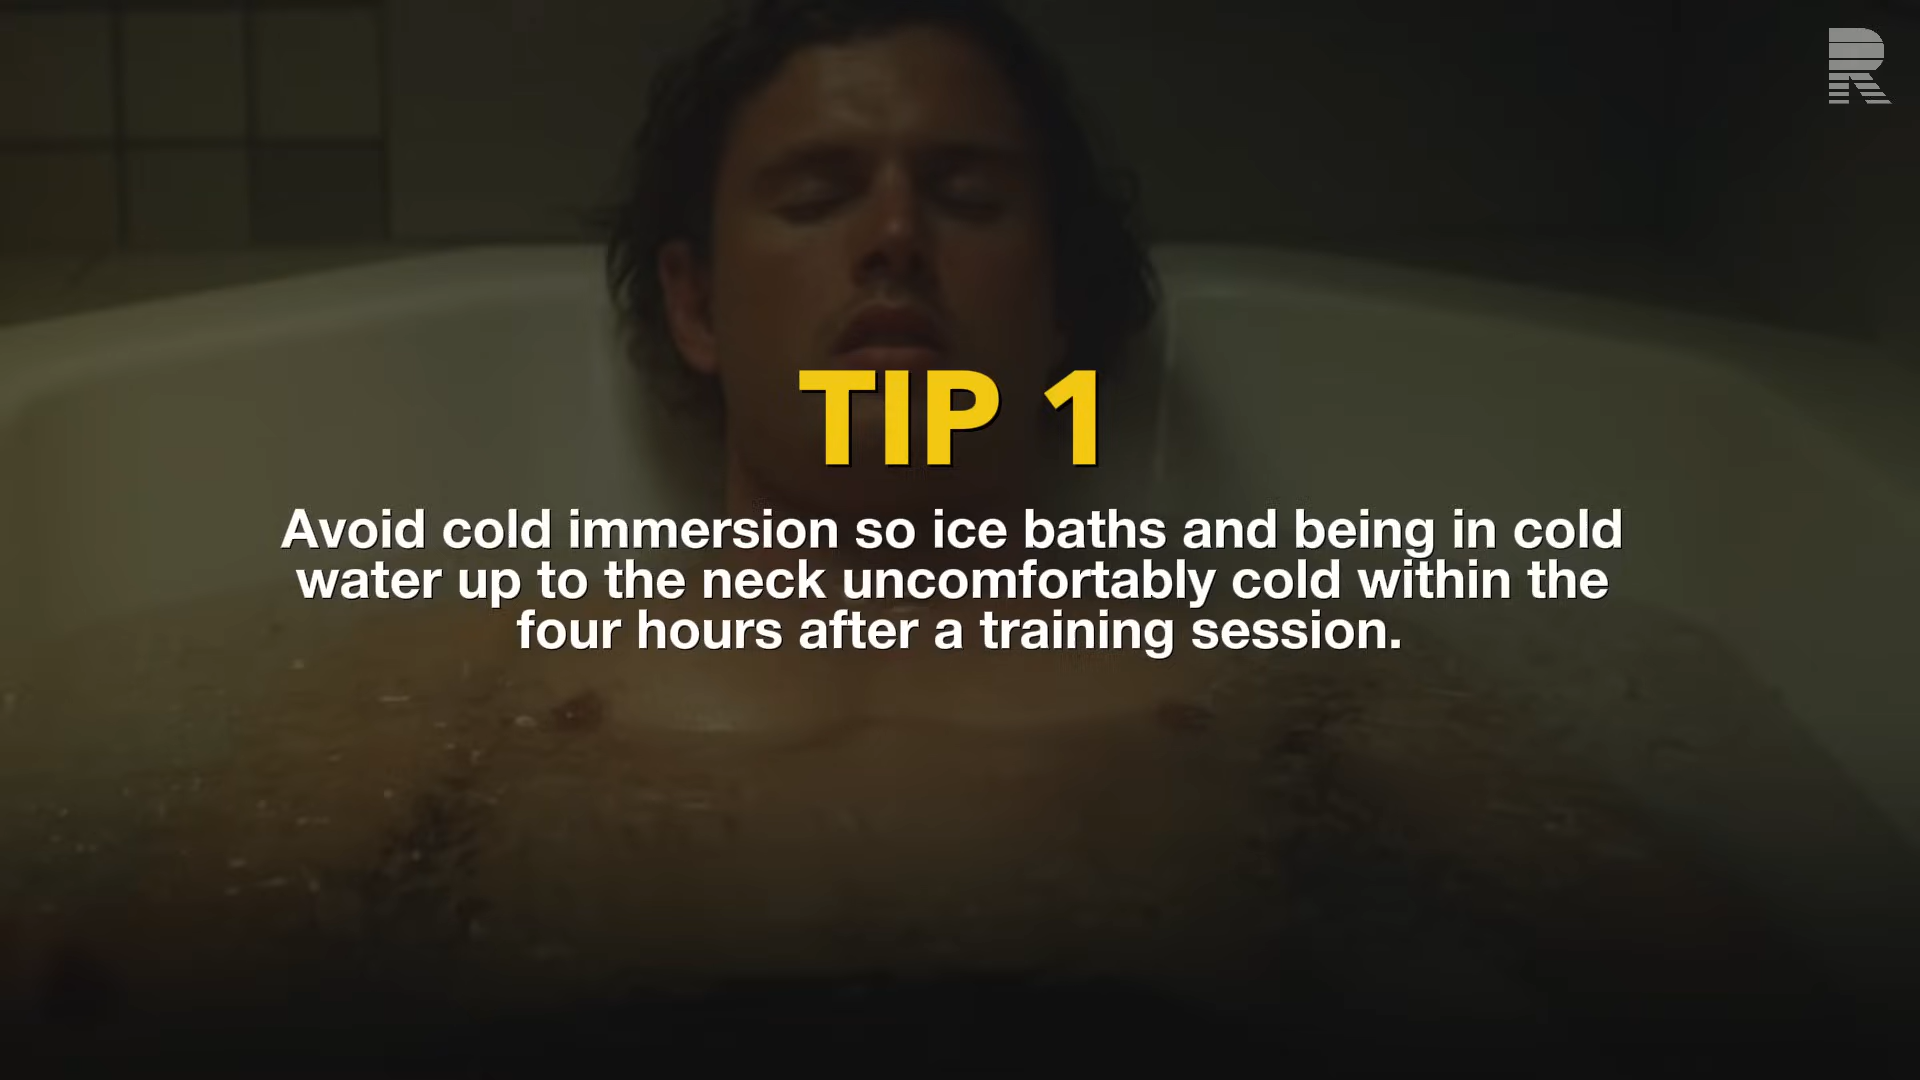 TIP 1
Avoid cold immersion so ice baths and being in cold
water up to the neck uncomfortably cold within the
four hours after a training session.
R